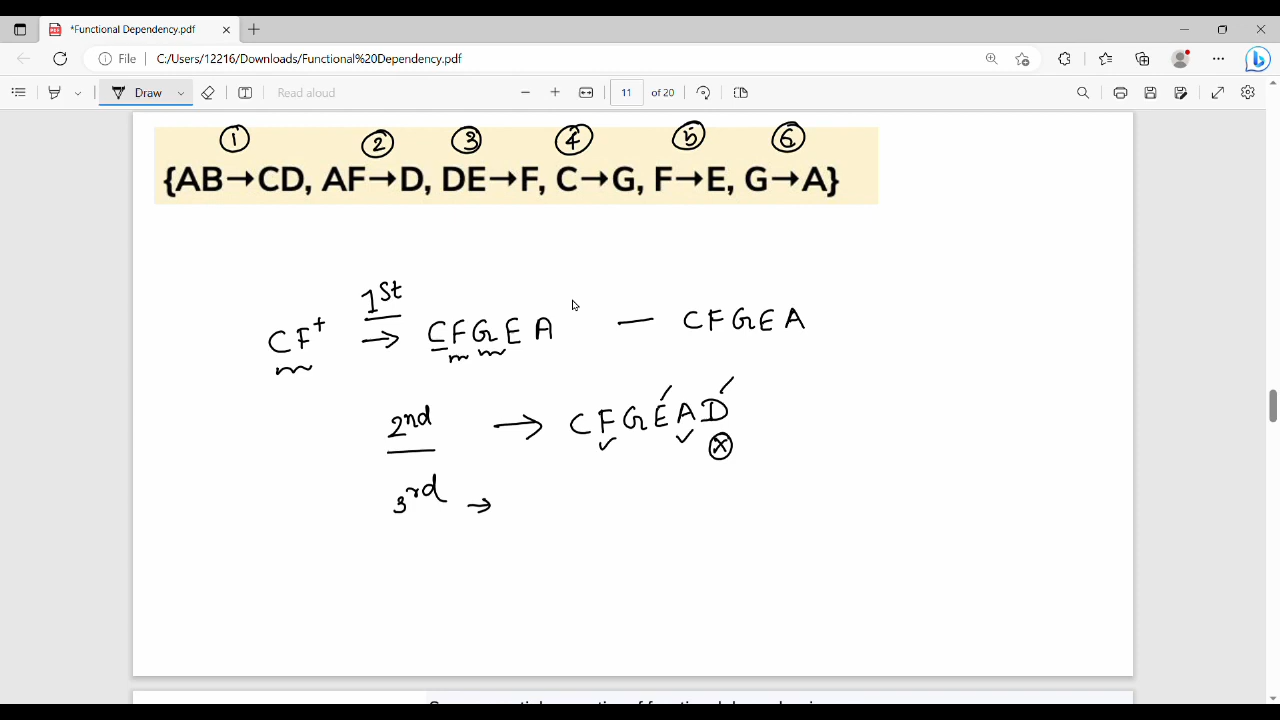 *Functional Dependency.pdf
File C:/Users/12216/Downloads/Functional%20Dependency.pdf
Draw Read aloud 11 of 20
① ② ③ ④ ⑤ ⑥
{AB→CD, AF→D, DE→F, C→G, F→E, G→A}
CF⁺ 1st → CFGEA — CFGEA
2nd → CFGEAD
3rd →